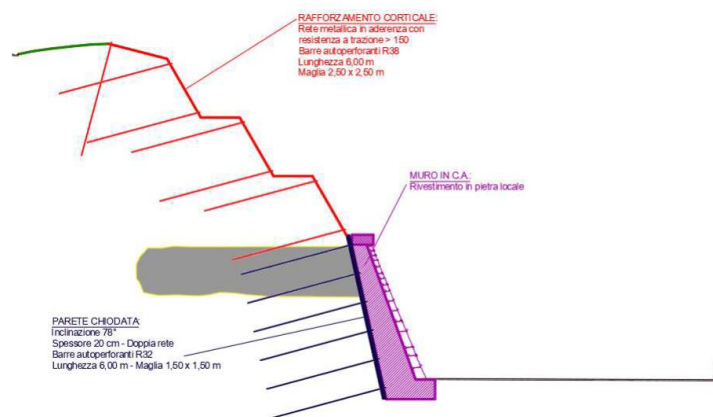 RAFFORZAMENTO CORTICALE:
Rete metallica in aderenza con
resistenza a trazione > 150
Barre autoperforanti R38
Lunghezza 6,00 m
Maglia 2,50 x 2,50 m
MURO IN C.A.:
Rivestimento in pietra locale
PARETE CHIODATA:
Inclinazione 78°
Spessore 20 cm - Doppia rete
Barre autoperforanti R32
Lunghezza 6,00 m - Maglia 1,50 x 1,50 m